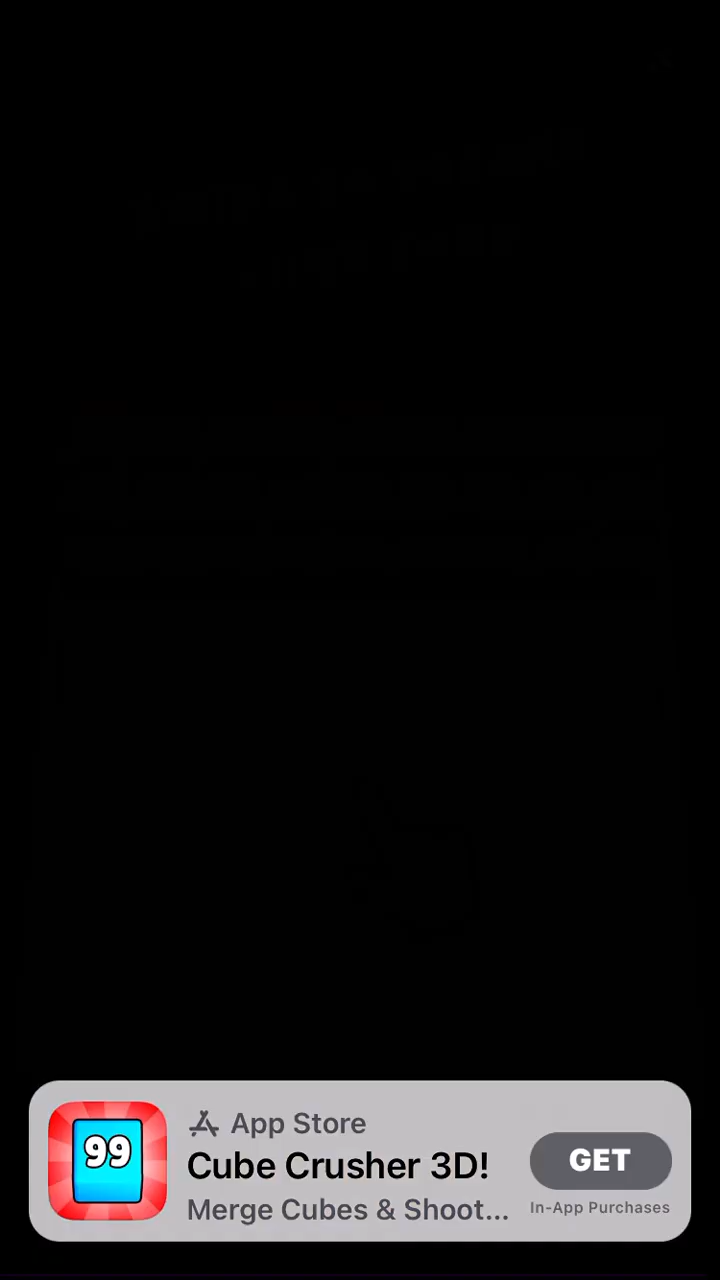 App Store
Cube Crusher 3D!
Merge Cubes & Shoot...
99
GET
In-App Purchases